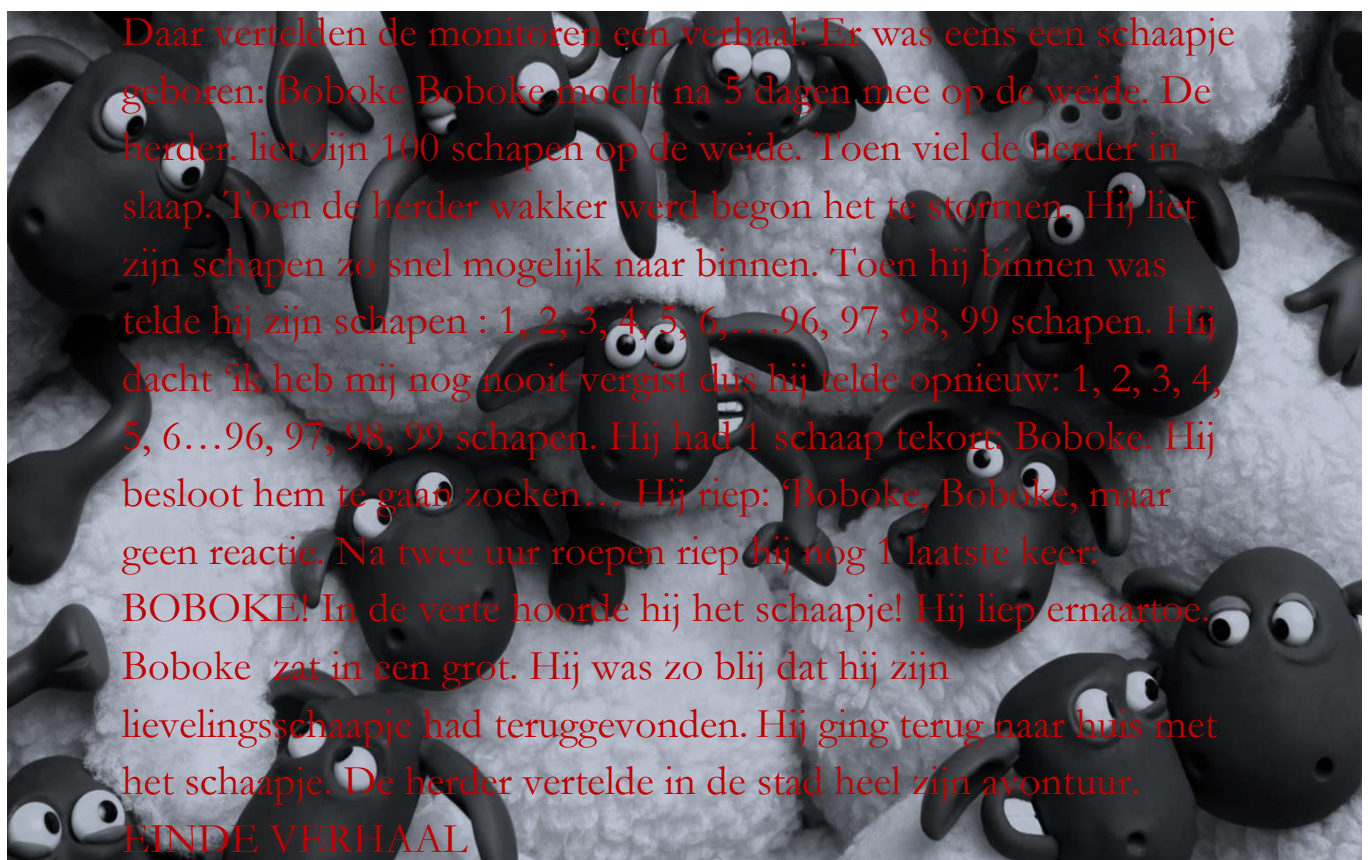 Daar vertelden de monitoren een verhaal: Er was eens een schaapje
geboren: Boboke Boboke mocht na 5 dagen mee op de weide. De
herder. liet zijn 100 schapen op de weide. Toen viel de herder in
slaap. Toen de herder wakker werd begon het te stormen. Hij liet
zijn schapen zo snel mogelijk naar binnen. Toen hij binnen was
telde hij zijn schapen : 1, 2, 3, 4, 5, 6,….96, 97, 98, 99 schapen. Hij
dacht ‘ik heb mij nog nooit vergist dus hij telde opnieuw: 1, 2, 3, 4,
5, 6…96, 97, 98, 99 schapen. Hij had 1 schaap tekort: Boboke. Hij
besloot hem te gaan zoeken… Hij riep: ‘Boboke, Boboke, maar
geen reactie. Na twee uur roepen riep hij nog 1 laatste keer:
BOBOKE! In de verte hoorde hij het schaapje! Hij liep ernaartoe.
Boboke zat in een grot. Hij was zo blij dat hij zijn
lievelingsschaapje had teruggevonden. Hij ging terug naar huis met
het schaapje. De herder vertelde in de stad heel zijn avontuur.
EINDE VERHAAL